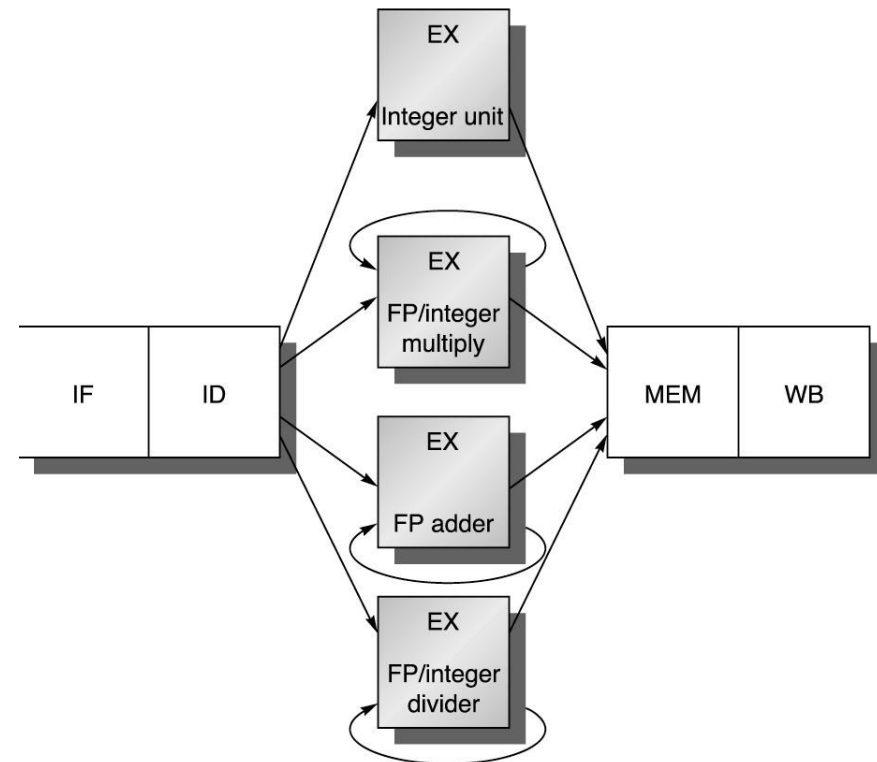 EX
Integer unit
EX
FP/integer
multiply
IF
ID
MEM
WB
EX
FP adder
EX
FP/integer
divider